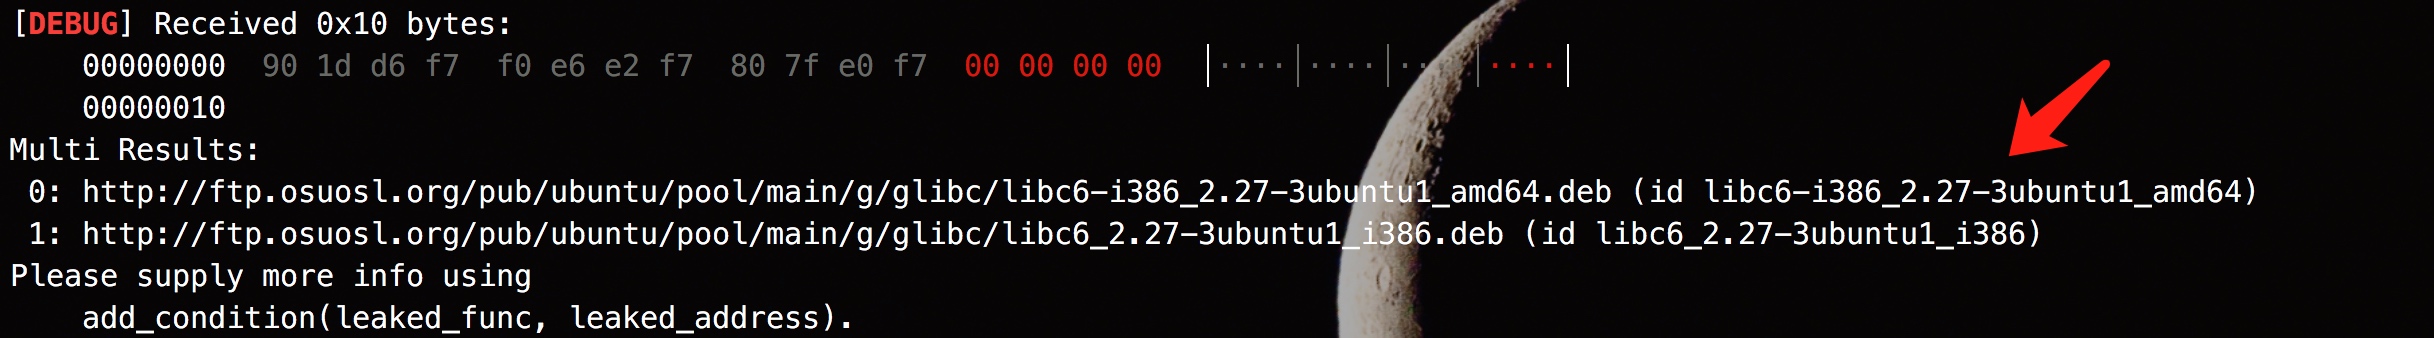 [DEBUG] Received 0x10 bytes:
00000000  90 1d d6 f7  f0 e6 e2 f7  80 7f e0 f7  00 00 00 00  │····│····│····│····│
00000010
Multi Results:
0: http://ftp.osuosl.org/pub/ubuntu/pool/main/g/glibc/libc6-i386_2.27-3ubuntu1_amd64.deb (id libc6-i386_2.27-3ubuntu1_amd64)
1: http://ftp.osuosl.org/pub/ubuntu/pool/main/g/glibc/libc6_2.27-3ubuntu1_i386.deb (id libc6_2.27-3ubuntu1_i386)
Please supply more info using
add_condition(leaked_func, leaked_address).